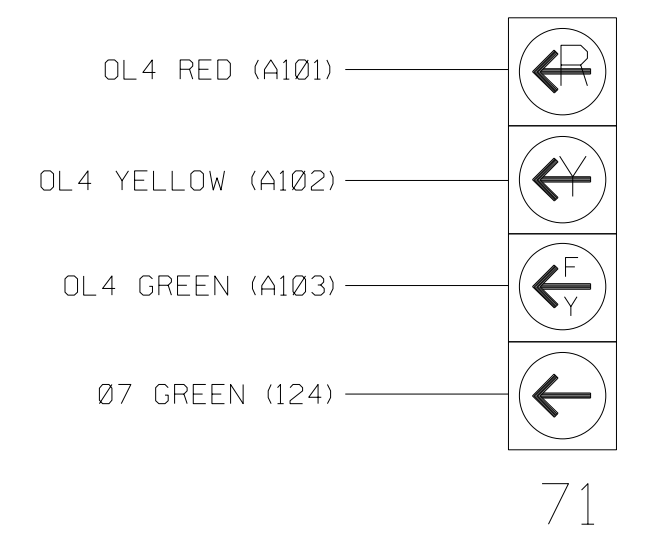 OL4 RED (A1Ø1)
R
OL4 YELLOW (A1Ø2)
Y
OL4 GREEN (A1Ø3)
F
Y
Ø7 GREEN (124)
71